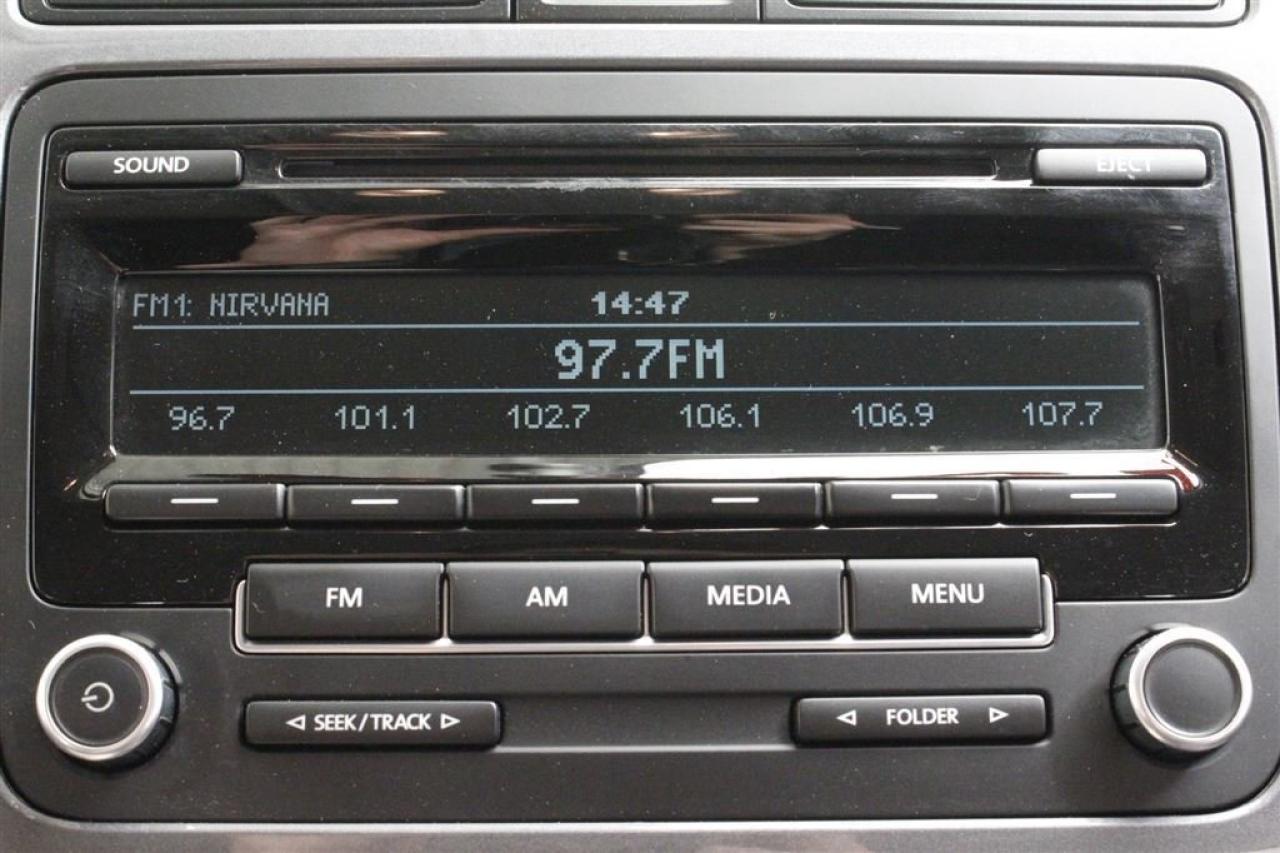 SOUND EJECT
FM1: NIRVANA 14:47
97.7FM
96.7 101.1 102.7 106.1 106.9 107.7
FM AM MEDIA MENU
SEEK/TRACK FOLDER